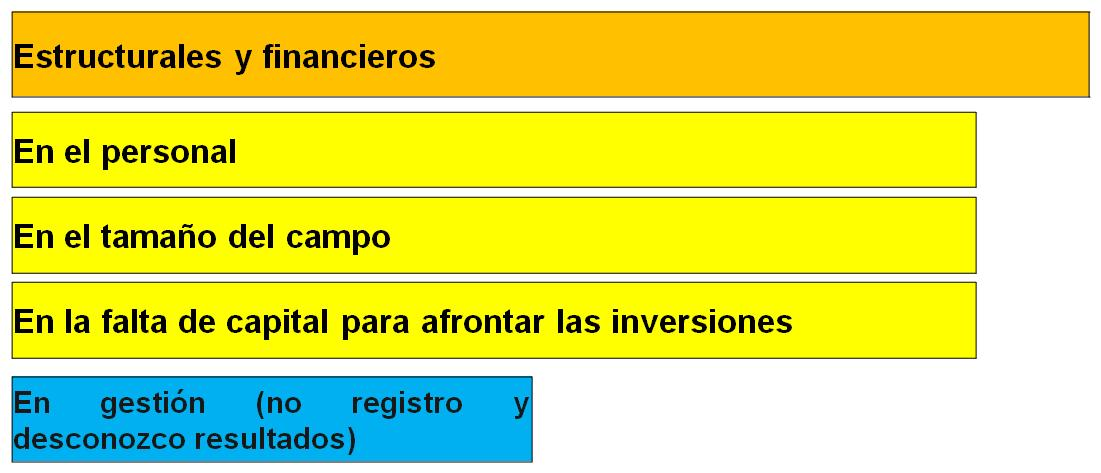 Estructurales y financieros
En el personal
En el tamaño del campo
En la falta de capital para afrontar las inversiones
En gestión (no registro y
desconozco resultados)